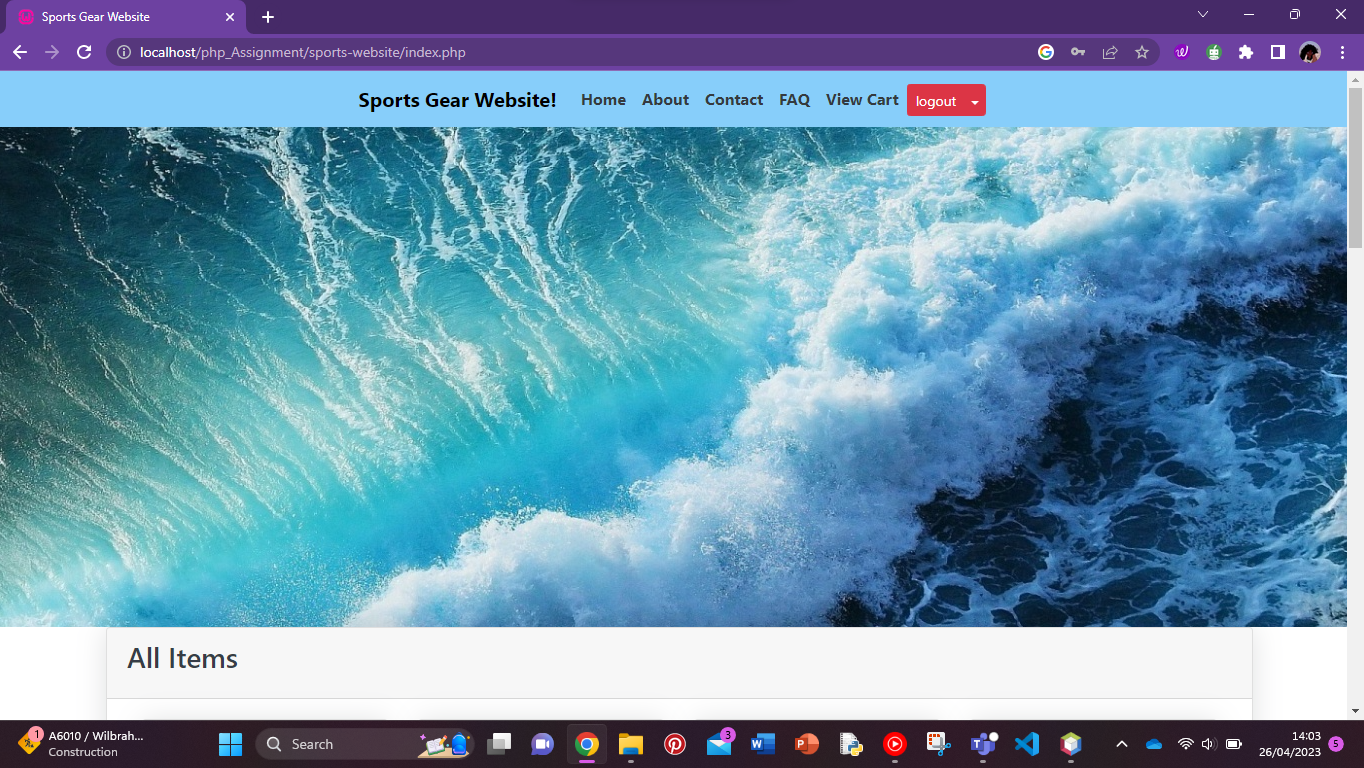 Sports Gear Website
localhost/php_Assignment/sports-website/index.php
Sports Gear Website! Home About Contact FAQ View Cart logout
All Items
1 A6010 / Wilbrah...
Construction
Search
3
14:03
26/04/2023
5